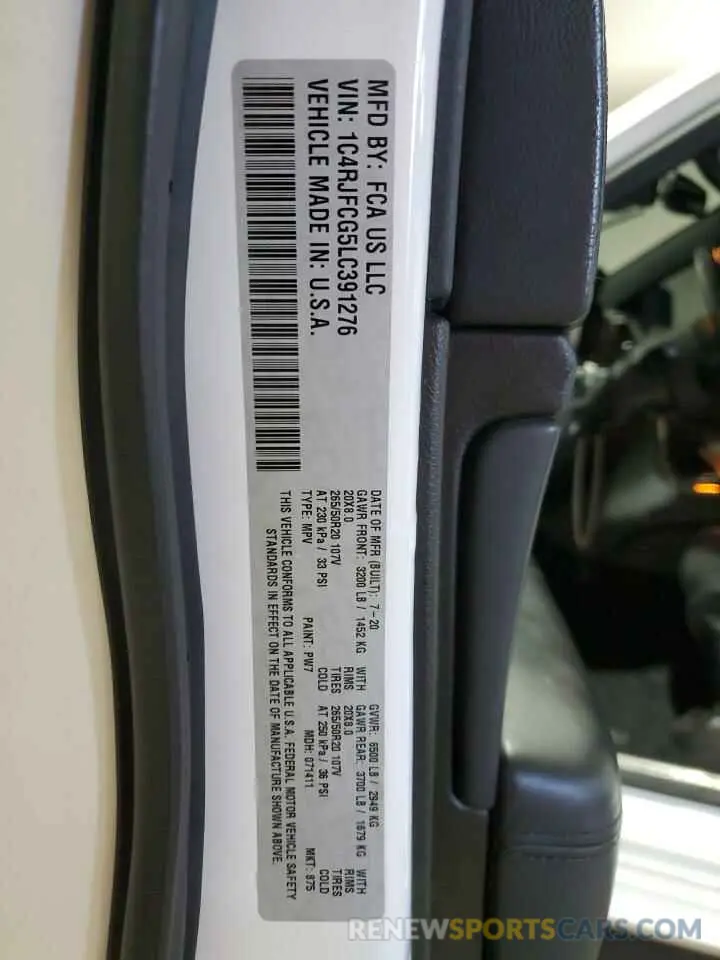 MFD BY: FCA US LLC
VIN: 1C4RJFCG5LC391276
VEHICLE MADE IN: U.S.A.
DATE OF MFR (BUILT): 7-20 GVWR: 6500 LB / 2949 KG
GAWR FRONT: 3200 LB / 1452 KG WITH GAWR REAR: 3700 LB / 1679 KG WITH
20X8.0 RIMS 20X8.0 RIMS
265/50R20 107V TIRES 265/50R20 107V TIRES
AT 230 kPa / 33 PSI COLD AT 250 kPa / 36 PSI COLD
TYPE: MPV PAINT: PW7 MDH: 071411 MKT: 875
THIS VEHICLE CONFORMS TO ALL APPLICABLE U.S.A. FEDERAL MOTOR VEHICLE SAFETY
STANDARDS IN EFFECT ON THE DATE OF MANUFACTURE SHOWN ABOVE.
RENEWSPORTSCARS.COM